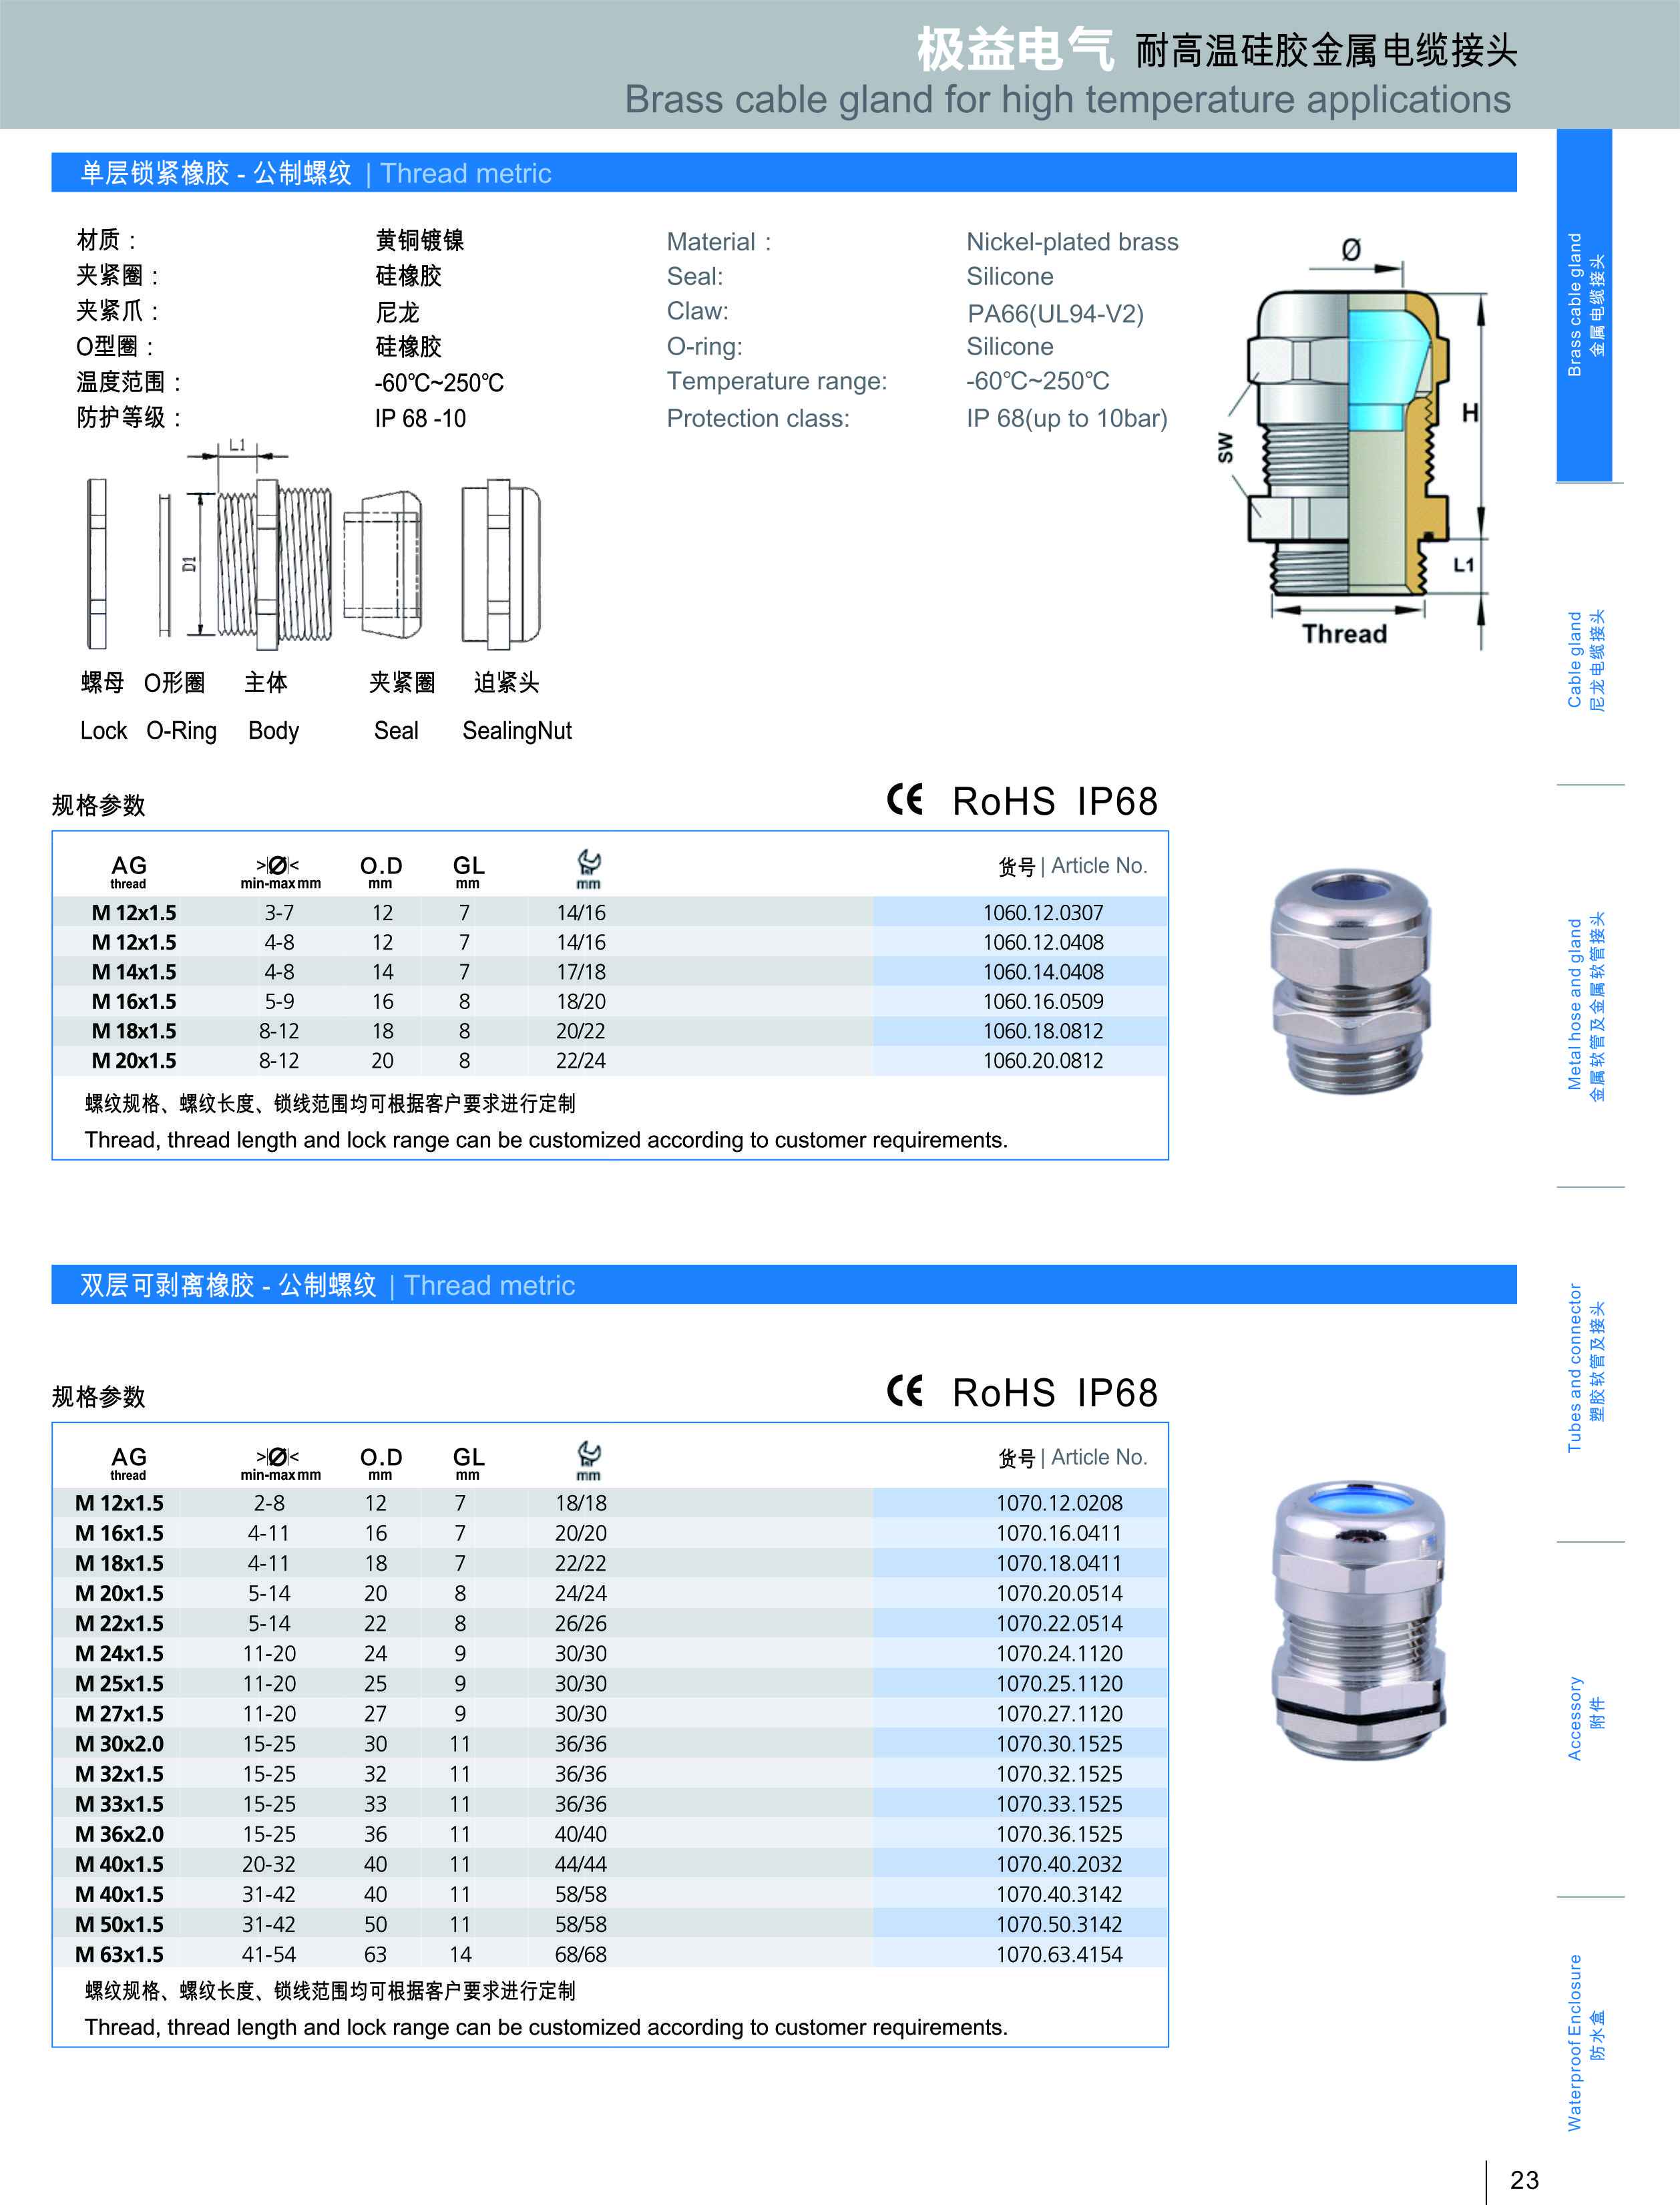 极益电气 耐高温硅胶金属电缆接头
Brass cable gland for high temperature applications
单层锁紧橡胶 - 公制螺纹 | Thread metric
材质： 黄铜镀镍 Material： Nickel-plated brass
夹紧圈： 硅橡胶 Seal: Silicone
夹紧爪： 尼龙 Claw: PA66(UL94-V2)
O型圈： 硅橡胶 O-ring: Silicone
温度范围： -60℃~250℃ Temperature range: -60℃~250℃
防护等级： IP 68 -10 Protection class: IP 68(up to 10bar)
Ø
H
SW
L1
Thread
L1
D1
螺母 O形圈 主体 夹紧圈 迫紧头
Lock O-Ring Body Seal SealingNut
规格参数 CE RoHS IP68
AG >|Ø|< O.D GL 货号 | Article No.
thread min-max mm mm mm mm
M 12x1.5 3-7 12 7 14/16 1060.12.0307
M 12x1.5 4-8 12 7 14/16 1060.12.0408
M 14x1.5 4-8 14 7 17/18 1060.14.0408
M 16x1.5 5-9 16 8 18/20 1060.16.0509
M 18x1.5 8-12 18 8 20/22 1060.18.0812
M 20x1.5 8-12 20 8 22/24 1060.20.0812
螺纹规格、螺纹长度、锁线范围均可根据客户要求进行定制
Thread, thread length and lock range can be customized according to customer requirements.
双层可剥离橡胶 - 公制螺纹 | Thread metric
规格参数 CE RoHS IP68
AG >|Ø|< O.D GL 货号 | Article No.
thread min-max mm mm mm mm
M 12x1.5 2-8 12 7 18/18 1070.12.0208
M 16x1.5 4-11 16 7 20/20 1070.16.0411
M 18x1.5 4-11 18 7 22/22 1070.18.0411
M 20x1.5 5-14 20 8 24/24 1070.20.0514
M 22x1.5 5-14 22 8 26/26 1070.22.0514
M 24x1.5 11-20 24 9 30/30 1070.24.1120
M 25x1.5 11-20 25 9 30/30 1070.25.1120
M 27x1.5 11-20 27 9 30/30 1070.27.1120
M 30x2.0 15-25 30 11 36/36 1070.30.1525
M 32x1.5 15-25 32 11 36/36 1070.32.1525
M 33x1.5 15-25 33 11 36/36 1070.33.1525
M 36x2.0 15-25 36 11 40/40 1070.36.1525
M 40x1.5 20-32 40 11 44/44 1070.40.2032
M 40x1.5 31-42 40 11 58/58 1070.40.3142
M 50x1.5 31-42 50 11 58/58 1070.50.3142
M 63x1.5 41-54 63 14 68/68 1070.63.4154
螺纹规格、螺纹长度、锁线范围均可根据客户要求进行定制
Thread, thread length and lock range can be customized according to customer requirements.
Brass cable gland
金属电缆接头
Cable gland
尼龙电缆接头
Metal hose and gland
金属软管及金属软管接头
Tubes and connector
塑胶软管及接头
Accessory
附件
Waterproof Enclosure
防水盒
23